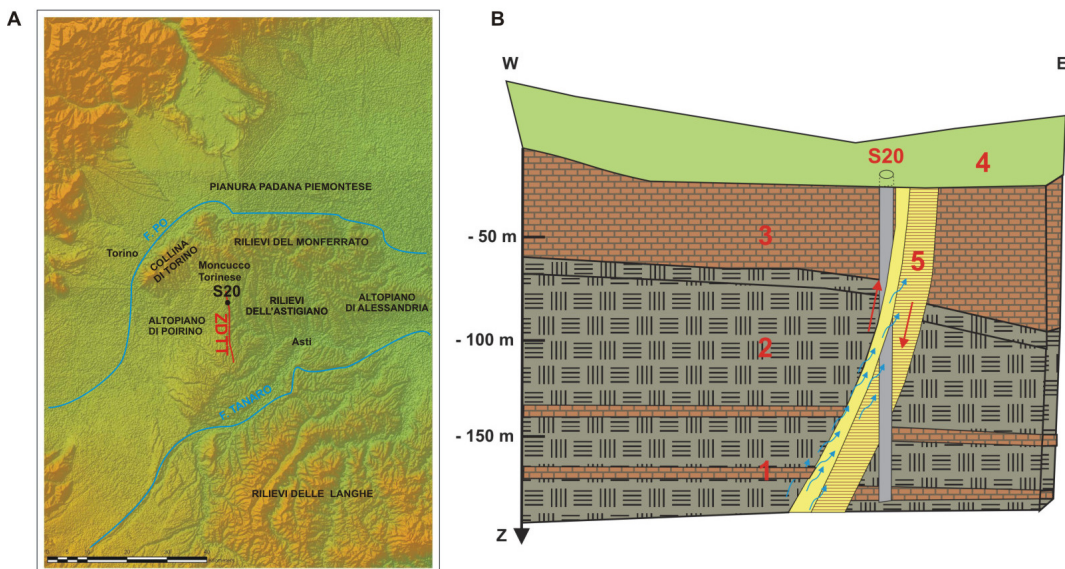 A
PIANURA PADANA PIEMONTESE
F. PO
Torino
COLLINA
DI TORINO
RILIEVI DEL MONFERRATO
Moncucco
Torinese
S20
ALTOPIANO
DI POIRINO
ZDTT
RILIEVI
DELL'ASTIGIANO
ALTOPIANO
DI ALESSANDRIA
Asti
F. TANARO
RILIEVI DELLE LANGHE
B
W
E
S20
4
- 50 m
3
5
- 100 m
2
- 150 m
1
Z